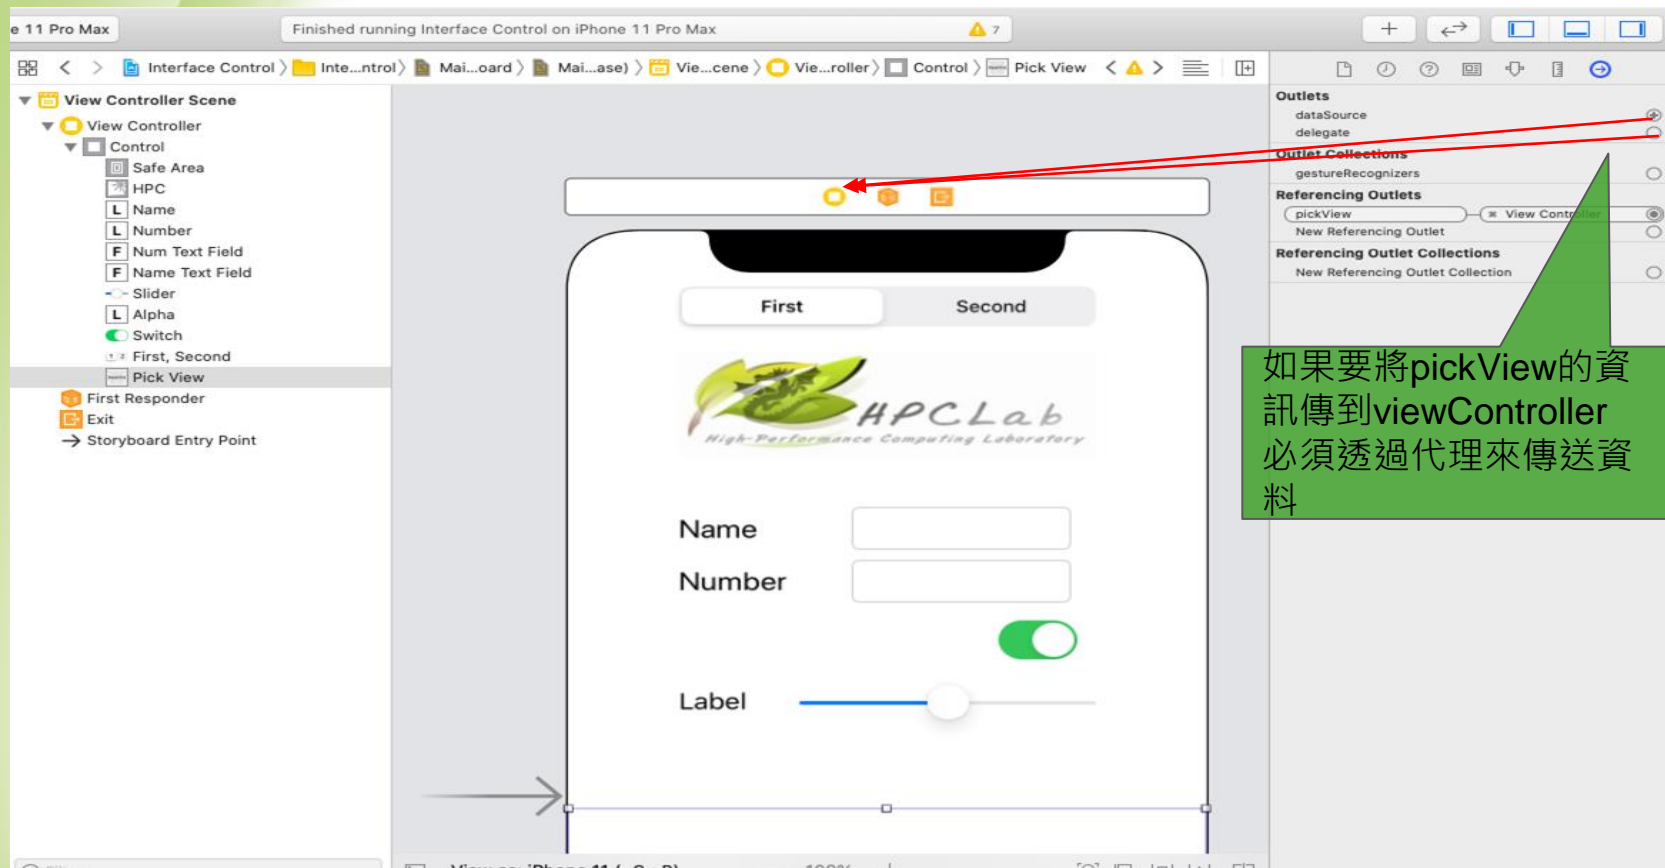 e 11 Pro Max
Finished running Interface Control on iPhone 11 Pro Max
7
Interface Control
Inte...ntrol
Mai...oard
Mai...ase)
Vie...cene
Vie...roller
Control
Pick View
View Controller Scene
View Controller
Control
Safe Area
HPC
L Name
L Number
F Num Text Field
F Name Text Field
Slider
L Alpha
Switch
First, Second
Pick View
First Responder
Exit
Storyboard Entry Point
First
Second
HPCLab
High-Performance Computing Laboratory
Name
Number
Label
Outlets
dataSource
delegate
Outlet Collections
gestureRecognizers
Referencing Outlets
pickView
View Controller
New Referencing Outlet
Referencing Outlet Collections
New Referencing Outlet Collection
如果要將pickView的資
訊傳到viewController
必須透過代理來傳送資
料